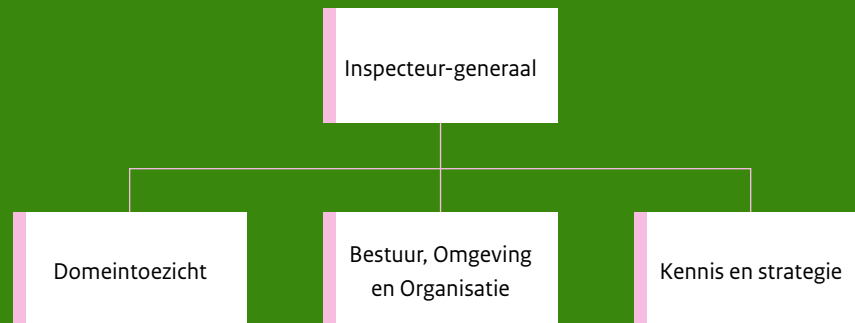 Inspecteur-generaal
Domeintoezicht
Bestuur, Omgeving
en Organisatie
Kennis en strategie